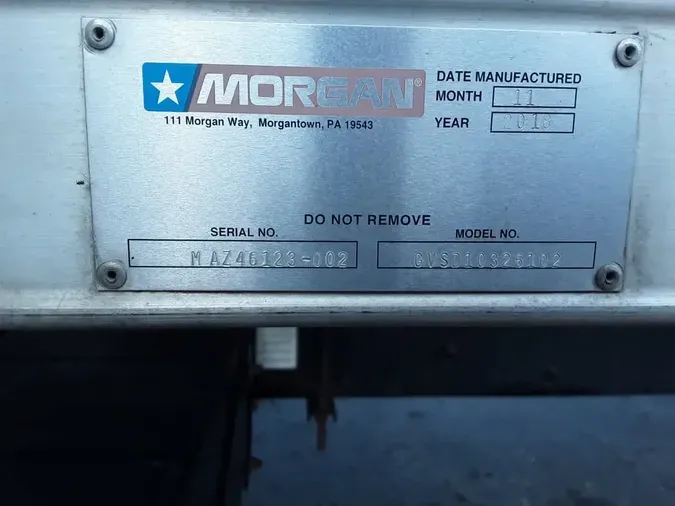 MORGAN®
111 Morgan Way, Morgantown, PA 19543
DATE MANUFACTURED
MONTH 11
YEAR 2018
DO NOT REMOVE
SERIAL NO. MODEL NO.
MAZ46123-002 GVSD10326102